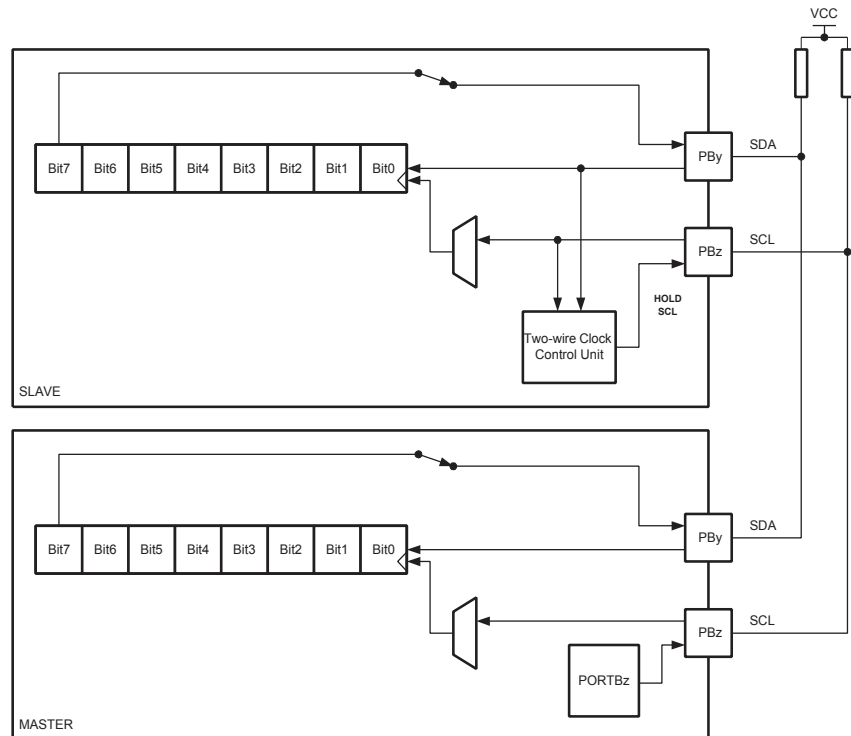 VCC
Bit7 Bit6 Bit5 Bit4 Bit3 Bit2 Bit1 Bit0
PBy
SDA
PBz
SCL
HOLD
SCL
Two-wire Clock
Control Unit
SLAVE
Bit7 Bit6 Bit5 Bit4 Bit3 Bit2 Bit1 Bit0
PBy
SDA
PBz
SCL
PORTBz
MASTER